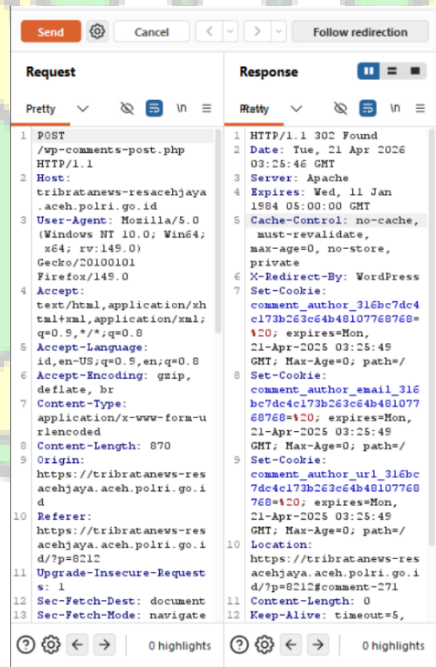 Send Cancel < > Follow redirection
Request
Pretty \n
1 POST
/wp-comments-post.php
HTTP/1.1
2 Host:
tribratanews-resacehjaya
.aceh.polri.go.id
3 User-Agent: Mozilla/5.0
(Windows NT 10.0; Win64;
x64; rv:149.0)
Gecko/20100101
Firefox/149.0
4 Accept:
text/html,application/xh
tml+xml,application/xml;
q=0.9,*/*;q=0.8
5 Accept-Language:
id,en-US;q=0.9,en;q=0.8
6 Accept-Encoding: gzip,
deflate, br
7 Content-Type:
application/x-www-form-u
rlencoded
8 Content-Length: 870
9 Origin:
https://tribratanews-res
acehjaya.aceh.polri.go.i
d
10 Referer:
https://tribratanews-res
acehjaya.aceh.polri.go.i
d/?p=8212
11 Upgrade-Insecure-Request
s: 1
12 Sec-Fetch-Dest: document
13 Sec-Fetch-Mode: navigate
0 highlights
Response
Pretty \n
1 HTTP/1.1 302 Found
2 Date: Tue, 21 Apr 2026
03:25:46 GMT
3 Server: Apache
4 Expires: Wed, 11 Jan
1984 05:00:00 GMT
5 Cache-Control: no-cache,
must-revalidate,
max-age=0, no-store,
private
6 X-Redirect-By: WordPress
7 Set-Cookie:
comment_author_316bc7dc4
c173b263c64b48107768768=
%20; expires=Mon,
21-Apr-2025 03:25:49
GMT; Max-Age=0; path=/
8 Set-Cookie:
comment_author_email_316
bc7dc4c173b263c64b481077
68768=%20; expires=Mon,
21-Apr-2025 03:25:49
GMT; Max-Age=0; path=/
9 Set-Cookie:
comment_author_url_316bc
7dc4c173b263c64b48107768
768=%20; expires=Mon,
21-Apr-2025 03:25:49
GMT; Max-Age=0; path=/
10 Location:
https://tribratanews-res
acehjaya.aceh.polri.go.i
d/?p=8212#comment-271
11 Content-Length: 0
12 Keep-Alive: timeout=5,
0 highlights